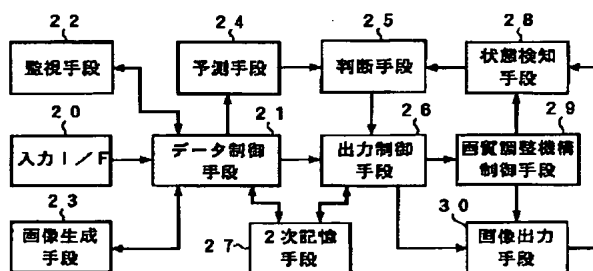 22
24
25
28
監視手段
予測手段
判断手段
状態検知
手段
20
21
26
29
入力I/F
データ制御
手段
出力制御
手段
画質調整機構
制御手段
23
30
画像生成
手段
27
2次記憶
手段
画像出力
手段